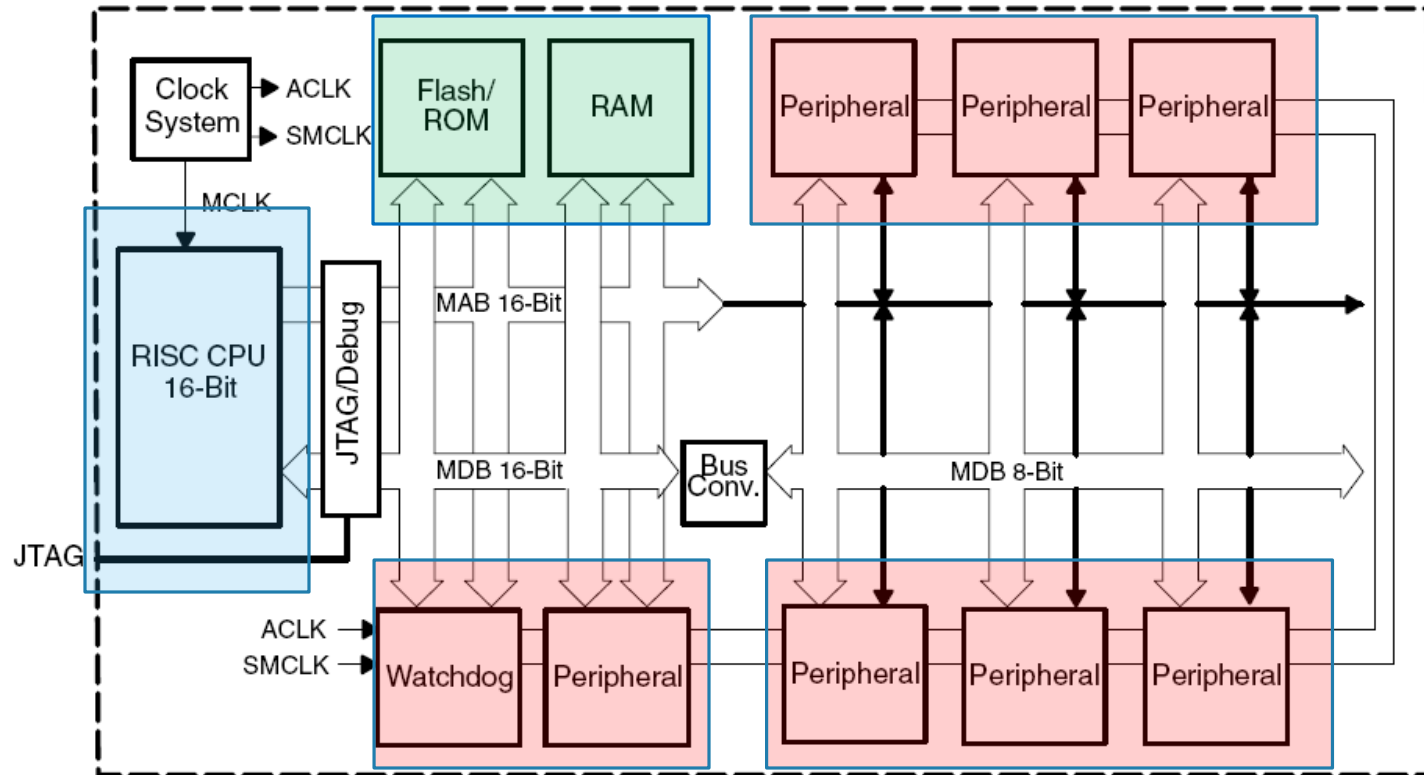 Clock
System
ACLK
SMCLK
MCLK
Flash/
ROM
RAM
Peripheral
Peripheral
Peripheral
RISC CPU
16-Bit
JTAG/Debug
MAB 16-Bit
MDB 16-Bit
Bus
Conv.
MDB 8-Bit
JTAG
ACLK
SMCLK
Watchdog
Peripheral
Peripheral
Peripheral
Peripheral